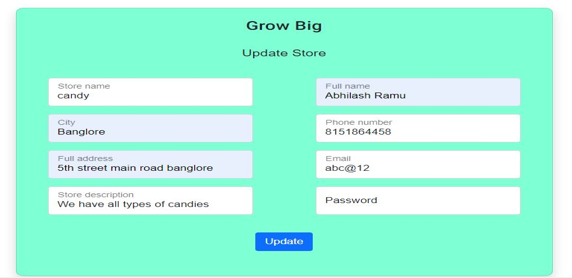 Grow Big
Update Store
Store name
candy
Full name
Abhilash Ramu
City
Banglore
Phone number
8151864458
Full address
5th street main road banglore
Email
abc@12
Store description
We have all types of candies
Password
Update